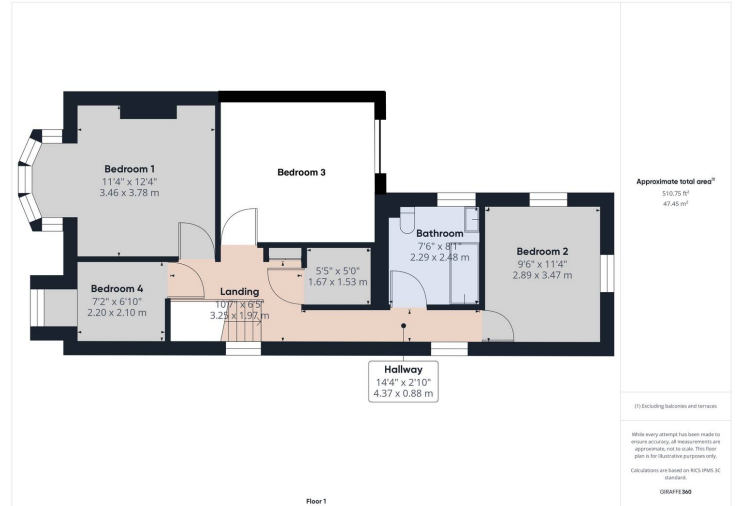 Bedroom 1
11'4" x 12'4"
3.46 x 3.78 m
Bedroom 3
Bathroom
7'6" x 8'1"
2.29 x 2.48 m
Bedroom 2
9'6" x 11'4"
2.89 x 3.47 m
Bedroom 4
7'2" x 6'10"
2.20 x 2.10 m
Landing
10'7" x 6'5"
3.25 x 1.97 m
5'5" x 5'0"
1.67 x 1.53 m
Hallway
14'4" x 2'10"
4.37 x 0.88 m
Floor 1
Approximate total area⁽¹⁾
510.75 ft²
47.45 m²
(1) Excluding balconies and terraces
While every attempt has been made to
ensure accuracy, all measurements are
approximate, not to scale. This floor
plan is for illustrative purposes only.
Calculations are based on RICS IPMS 3C
standard.
GIRAFFE360